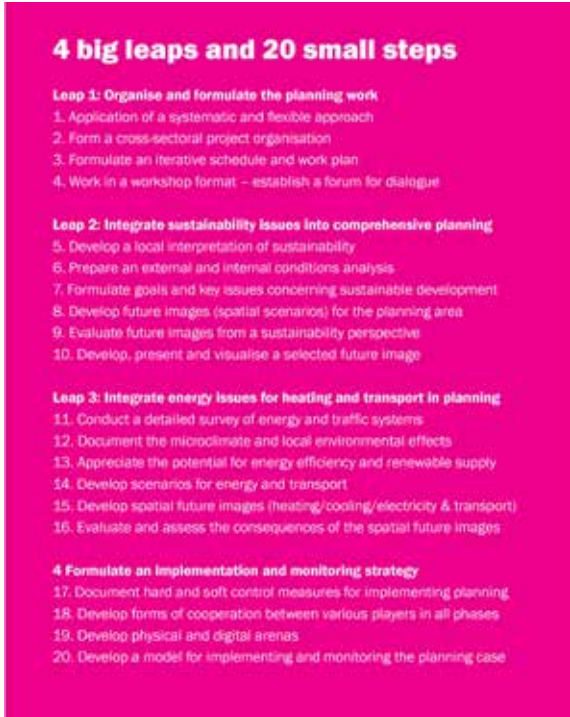 4 big leaps and 20 small steps
Leap 1: Organise and formulate the planning work
1. Application of a systematic and flexible approach
2. Form a cross-sectoral project organisation
3. Formulate an iterative schedule and work plan
4. Work in a workshop format – establish a forum for dialogue
Leap 2: Integrate sustainability issues into comprehensive planning
5. Develop a local interpretation of sustainability
6. Prepare an external and internal conditions analysis
7. Formulate goals and key issues concerning sustainable development
8. Develop future images (spatial scenarios) for the planning area
9. Evaluate future images from a sustainability perspective
10. Develop, present and visualise a selected future image
Leap 3: Integrate energy issues for heating and transport in planning
11. Conduct a detailed survey of energy and traffic systems
12. Document the microclimate and local environmental effects
13. Appreciate the potential for energy efficiency and renewable supply
14. Develop scenarios for energy and transport
15. Develop spatial future images (heating/cooling/electricity & transport)
16. Evaluate and assess the consequences of the spatial future images
4 Formulate an implementation and monitoring strategy
17. Document hard and soft control measures for implementing planning
18. Develop forms of cooperation between various players in all phases
19. Develop physical and digital arenas
20. Develop a model for implementing and monitoring the planning case